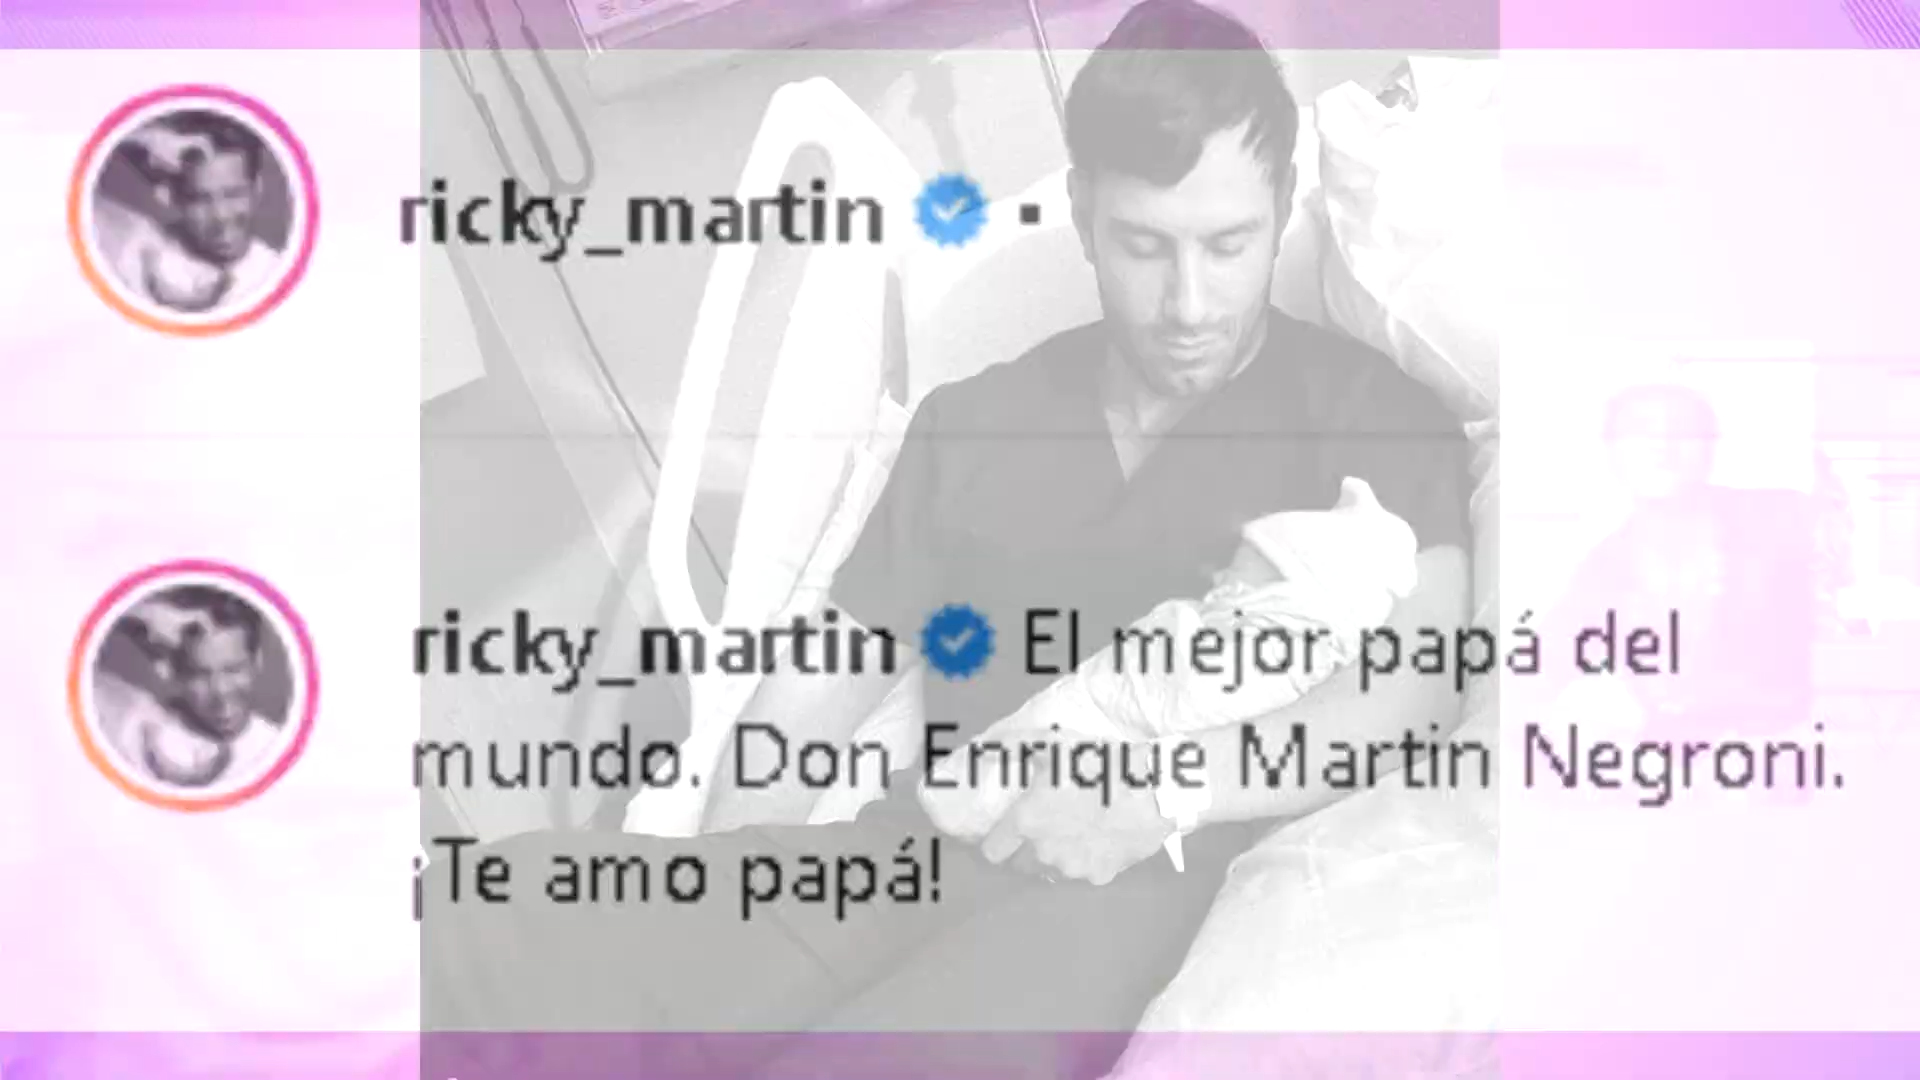 ricky_martin •
ricky_martin El mejor papá del
mundo. Don Enrique Martin Negroni.
¡Te amo papá!